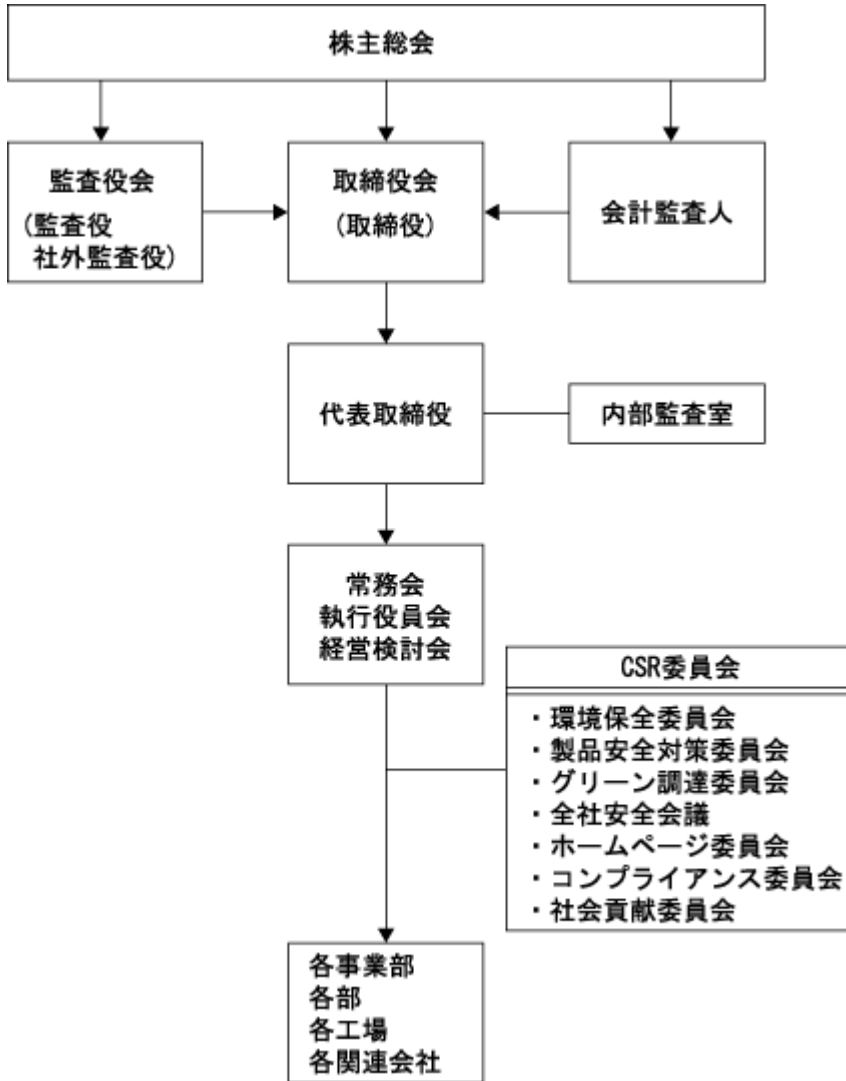 株主総会
監査役会
(監査役
社外監査役)
取締役会
(取締役)
会計監査人
代表取締役
内部監査室
常務会
執行役員会
経営検討会
CSR委員会
・環境保全委員会
・製品安全対策委員会
・グリーン調達委員会
・全社安全会議
・ホームページ委員会
・コンプライアンス委員会
・社会貢献委員会
各事業部
各部
各工場
各関連会社